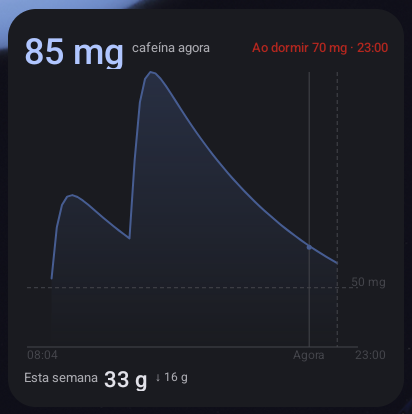 85 mg cafeína agora Ao dormir 70 mg · 23:00
50 mg
08:04 Agora 23:00
Esta semana 33 g ↓ 16 g